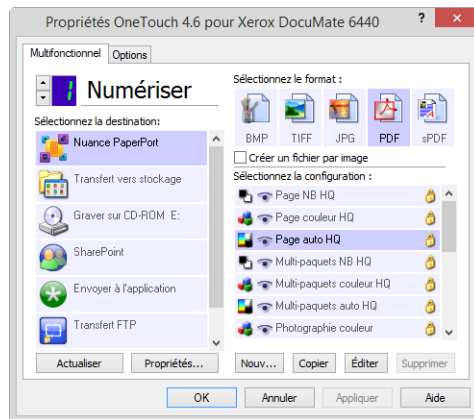 Propriétés OneTouch 4.6 pour Xerox DocuMate 6440
Multifonctionnel
Options
1
Numériser
Sélectionnez la destination:
Nuance PaperPort
Transfert vers stockage
Graver sur CD-ROM E:
SharePoint
Envoyer à l'application
Transfert FTP
Actualiser
Propriétés...
Sélectionnez le format :
BMP
TIFF
JPG
PDF
sPDF
Créer un fichier par image
Sélectionnez la configuration :
Page NB HQ
Page couleur HQ
Page auto HQ
Multi-paquets NB HQ
Multi-paquets couleur HQ
Multi-paquets auto HQ
Photographie couleur
Nouv...
Copier
Éditer
Supprimer
OK
Annuler
Appliquer
Aide